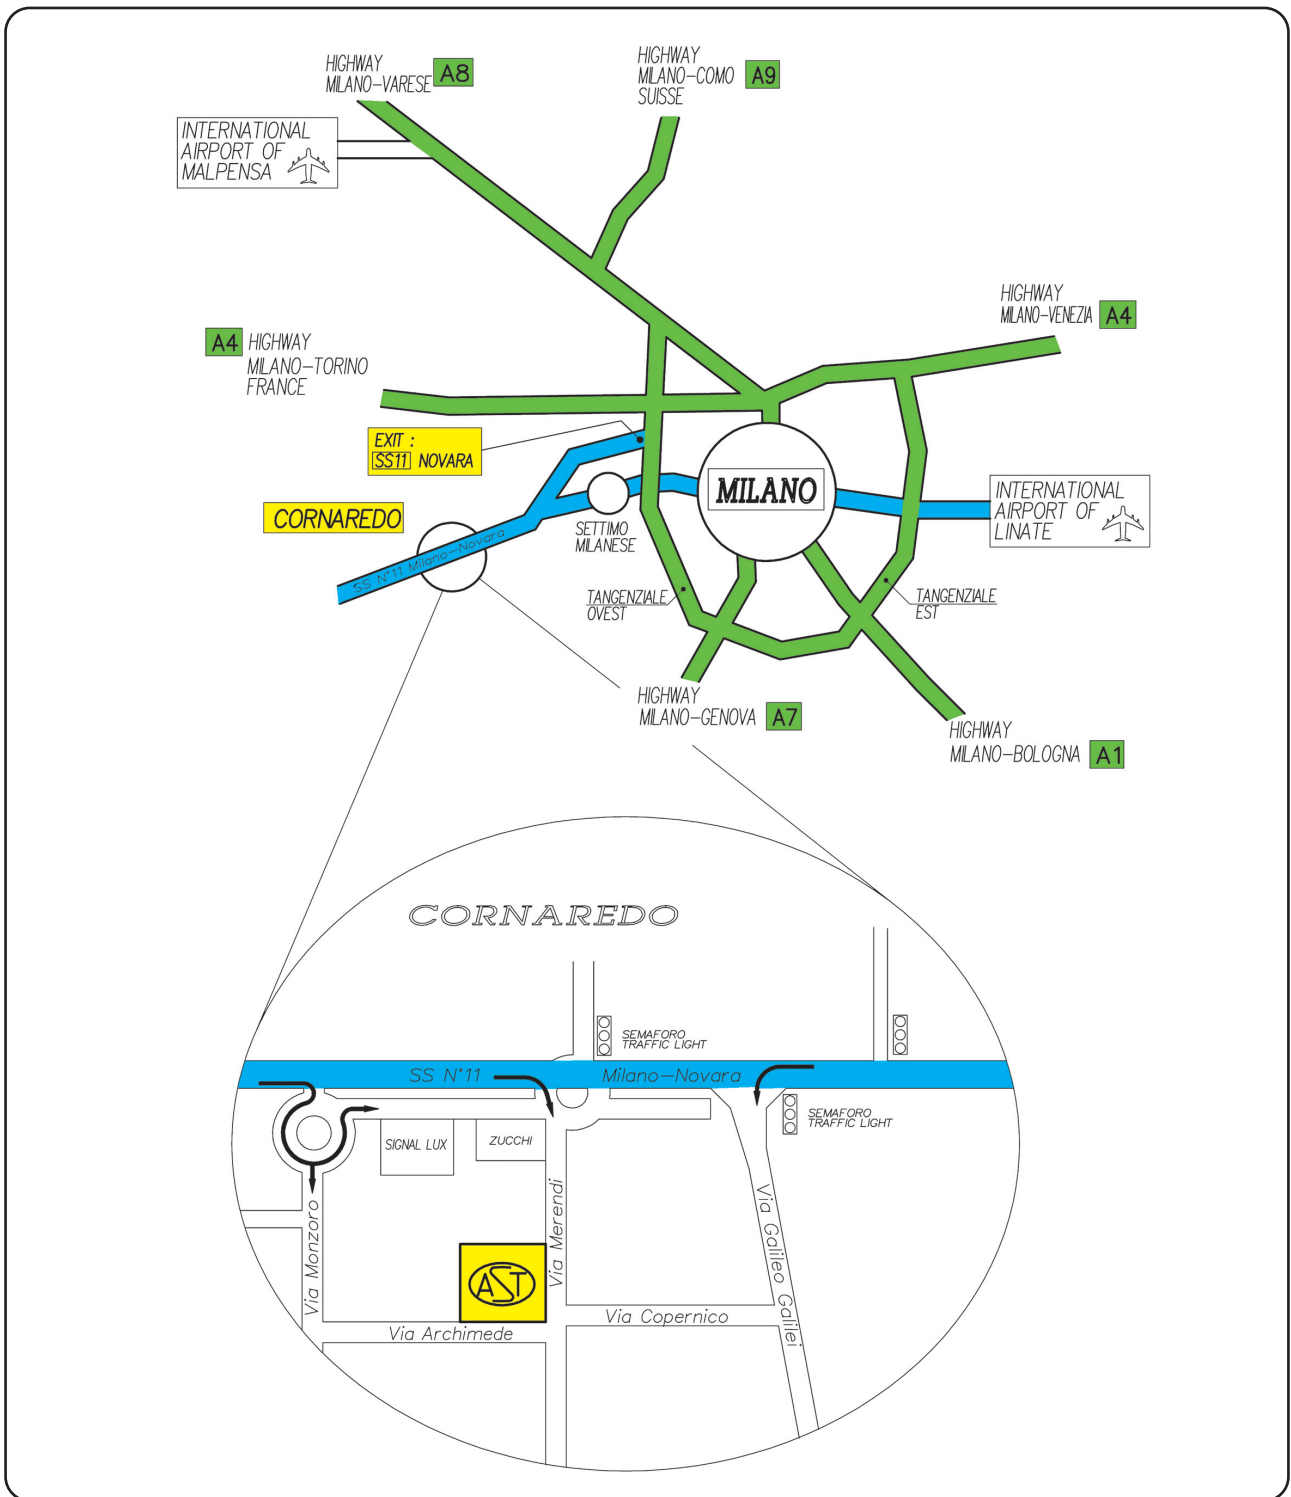 HIGHWAY
MILANO-VARESE A8
HIGHWAY
MILANO-COMO A9
SUISSE
INTERNATIONAL
AIRPORT OF
MALPENSA
HIGHWAY
MILANO-VENEZIA A4
A4 HIGHWAY
MILANO-TORINO
FRANCE
EXIT :
SS11 NOVARA
CORNAREDO
MILANO
INTERNATIONAL
AIRPORT OF
LINATE
SETTIMO
MILANESE
SS N°11 Milano-Novara
TANGENZIALE
OVEST
TANGENZIALE
EST
HIGHWAY
MILANO-GENOVA A7
HIGHWAY
MILANO-BOLOGNA A1
CORNAREDO
SEMAFORO
TRAFFIC LIGHT
SS N°11 Milano-Novara
SEMAFORO
TRAFFIC LIGHT
SIGNAL LUX
ZUCCHI
Via Monzoro
Via Merendi
Via Galileo Galilei
AST
Via Copernico
Via Archimede